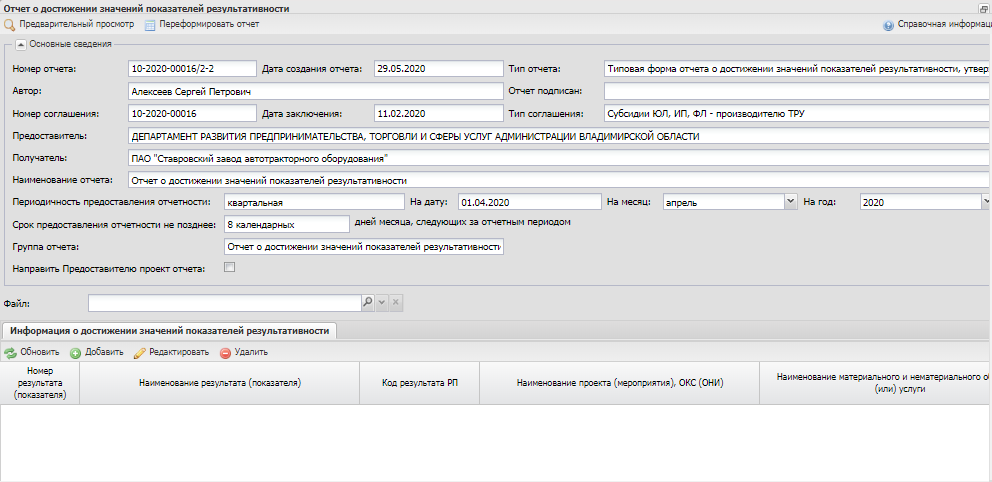 Отчет о достижении значений показателей результативности
Предварительный просмотр Переформировать отчет Справочная информац
Основные сведения
Номер отчета: 10-2020-00016/2-2 Дата создания отчета: 29.05.2020 Тип отчета: Типовая форма отчета о достижении значений показателей результативности, утвер
Автор: Алексеев Сергей Петрович Отчет подписан:
Номер соглашения: 10-2020-00016 Дата заключения: 11.02.2020 Тип соглашения: Субсидии ЮЛ, ИП, ФЛ - производителю ТРУ
Предоставитель: ДЕПАРТАМЕНТ РАЗВИТИЯ ПРЕДПРИНИМАТЕЛЬСТВА, ТОРГОВЛИ И СФЕРЫ УСЛУГ АДМИНИСТРАЦИИ ВЛАДИМИРСКОЙ ОБЛАСТИ
Получатель: ПАО "Ставровский завод автотракторного оборудования"
Наименование отчета: Отчет о достижении значений показателей результативности
Периодичность предоставления отчетности: квартальная На дату: 01.04.2020 На месяц: апрель На год: 2020
Срок предоставления отчетности не позднее: 8 календарных дней месяца, следующих за отчетным периодом
Группа отчета: Отчет о достижении значений показателей результативности
Направить Предоставителю проект отчета:
Файл:
Информация о достижении значений показателей результативности
Обновить Добавить Редактировать Удалить
Номер результата (показателя) Наименование результата (показателя) Код результата РП Наименование проекта (мероприятия), ОКС (ОНИ) Наименование материального и нематериального об (или) услуги